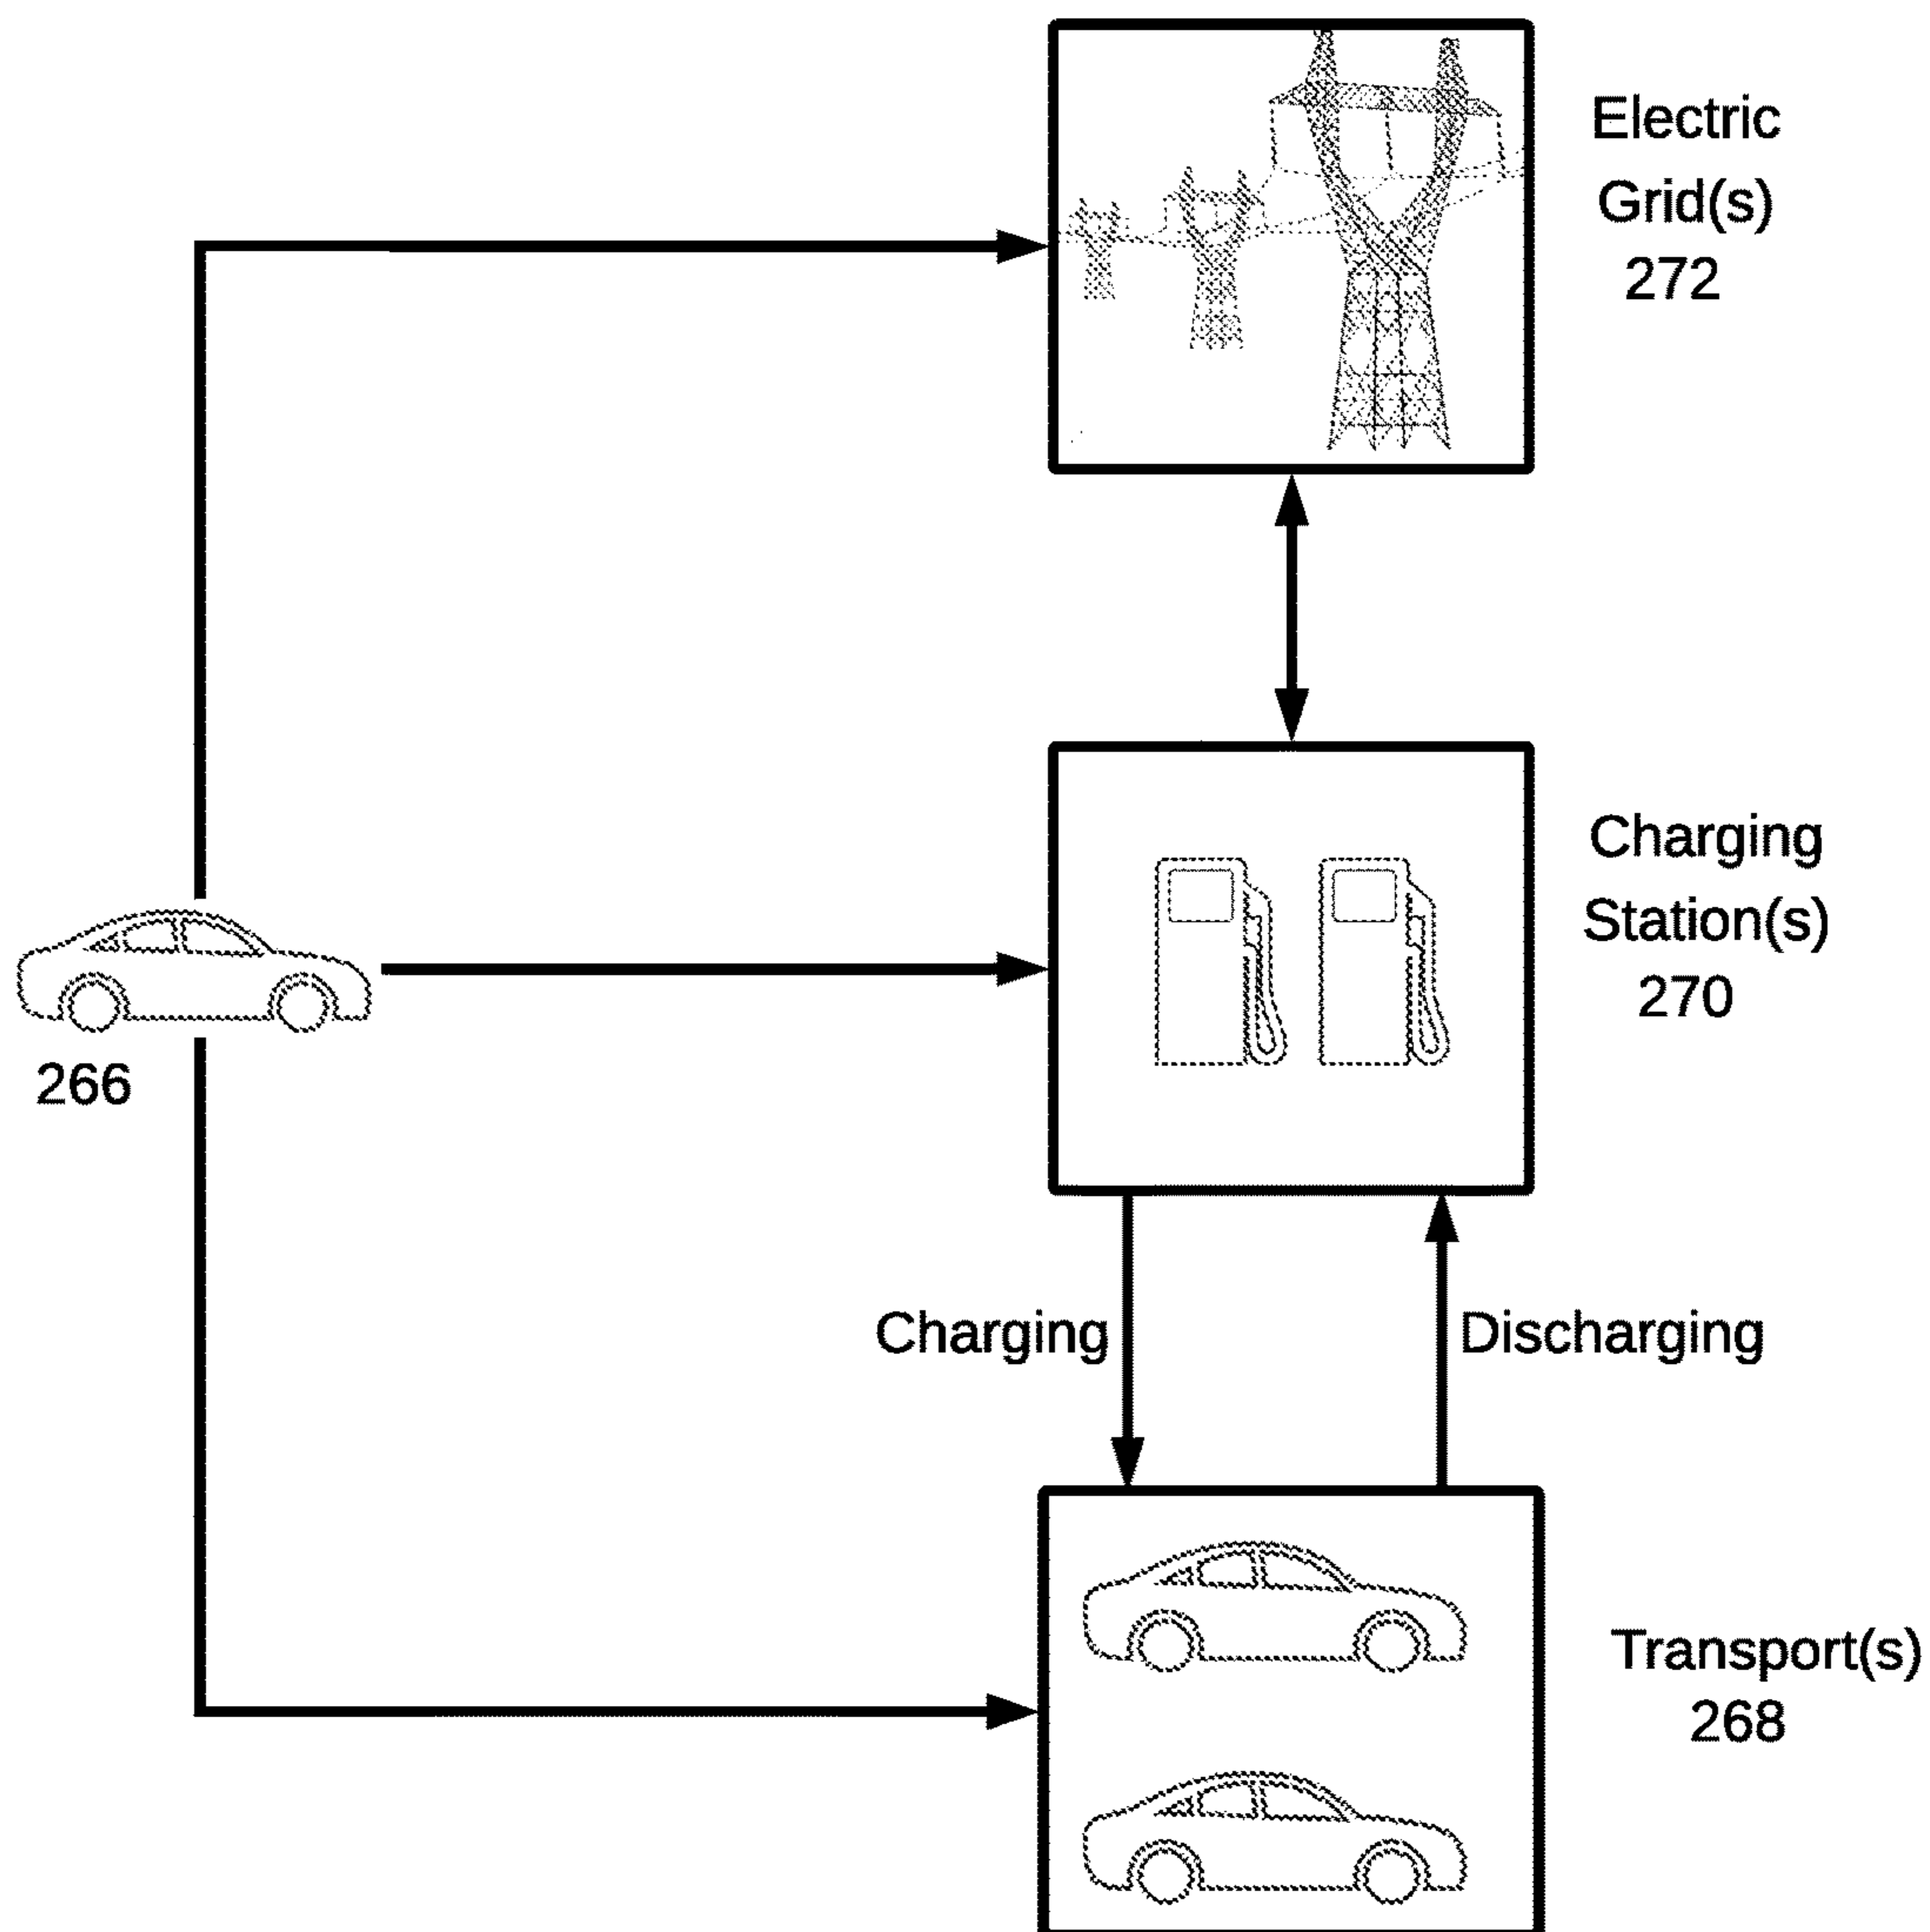 Electric
Grid(s)
272
Charging
Station(s)
270
266
Charging
Discharging
Transport(s)
268